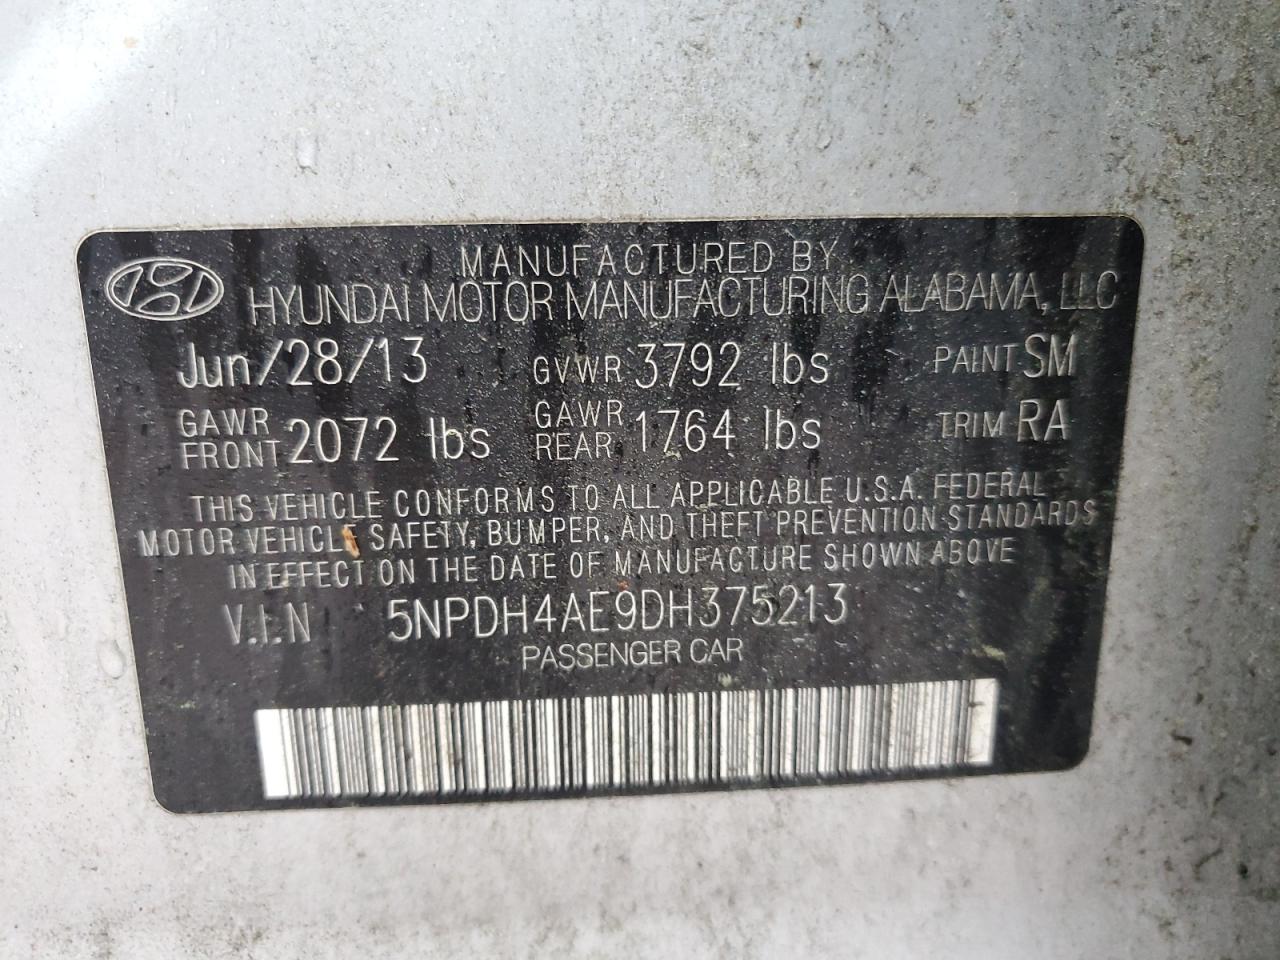 MANUFACTURED BY
HYUNDAI MOTOR MANUFACTURING ALABAMA, LLC
Jun/28/13 GVWR 3792 lbs PAINT SM
GAWR FRONT 2072 lbs GAWR REAR 1764 lbs TRIM RA
THIS VEHICLE CONFORMS TO ALL APPLICABLE U.S.A. FEDERAL
MOTOR VEHICLE SAFETY, BUMPER, AND THEFT PREVENTION STANDARDS
IN EFFECT ON THE DATE OF MANUFACTURE SHOWN ABOVE
V.I.N 5NPDH4AE9DH375213
PASSENGER CAR